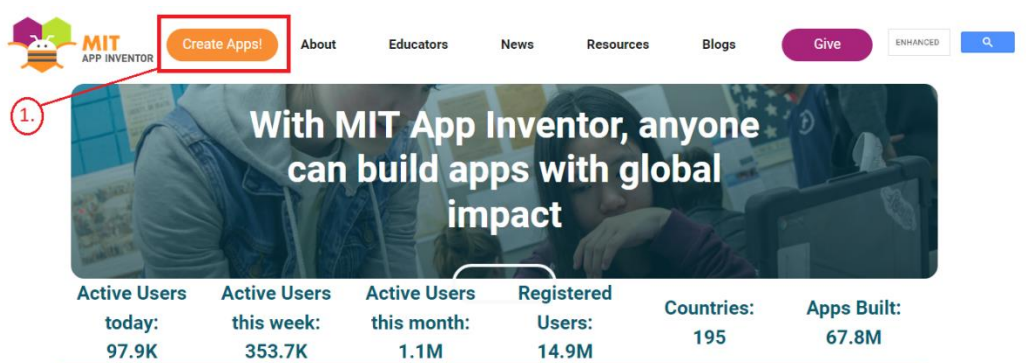 MIT
APP INVENTOR
Create Apps!
About
Educators
News
Resources
Blogs
Give
ENHANCED
1.
With MIT App Inventor, anyone
can build apps with global
impact
Active Users
today:
97.9K
Active Users
this week:
353.7K
Active Users
this month:
1.1M
Registered
Users:
14.9M
Countries:
195
Apps Built:
67.8M